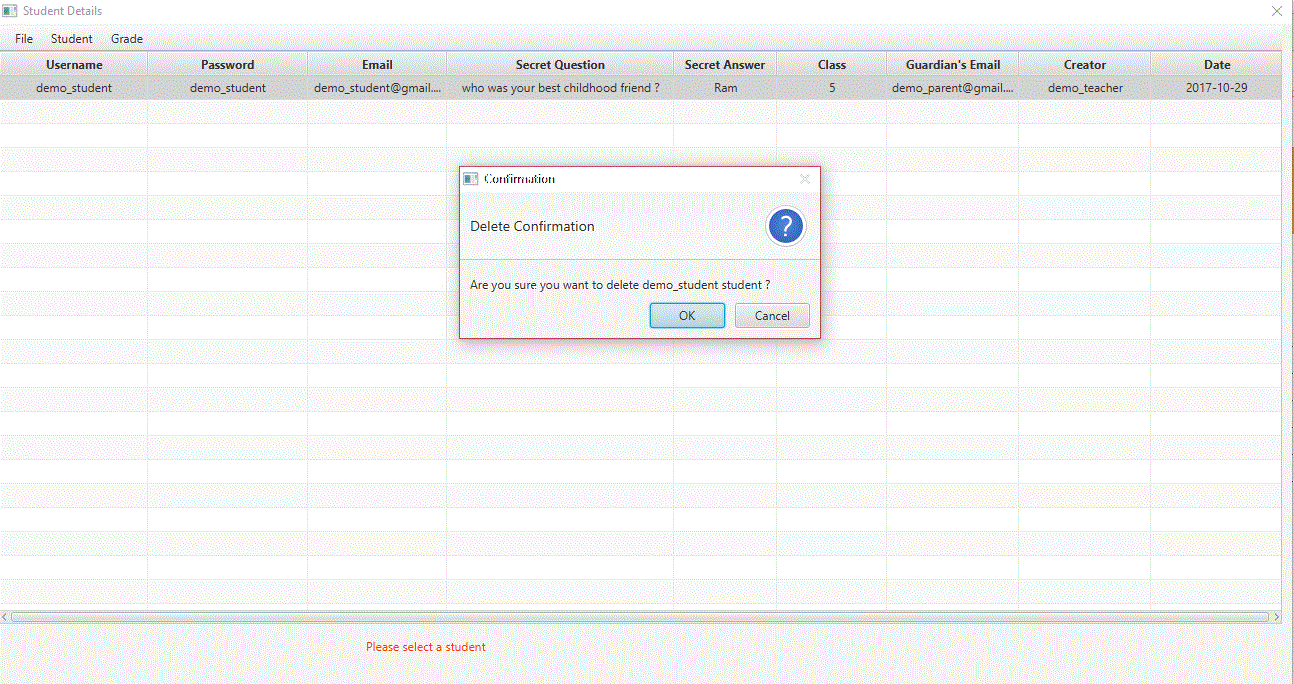 Student Details
File Student Grade
Username Password Email Secret Question Secret Answer Class Guardian's Email Creator Date
demo_student demo_student demo_student@gmail.... who was your best childhood friend ? Ram 5 demo_parent@gmail.... demo_teacher 2017-10-29
Confirmation
Delete Confirmation
?
Are you sure you want to delete demo_student student ?
OK Cancel
Please select a student